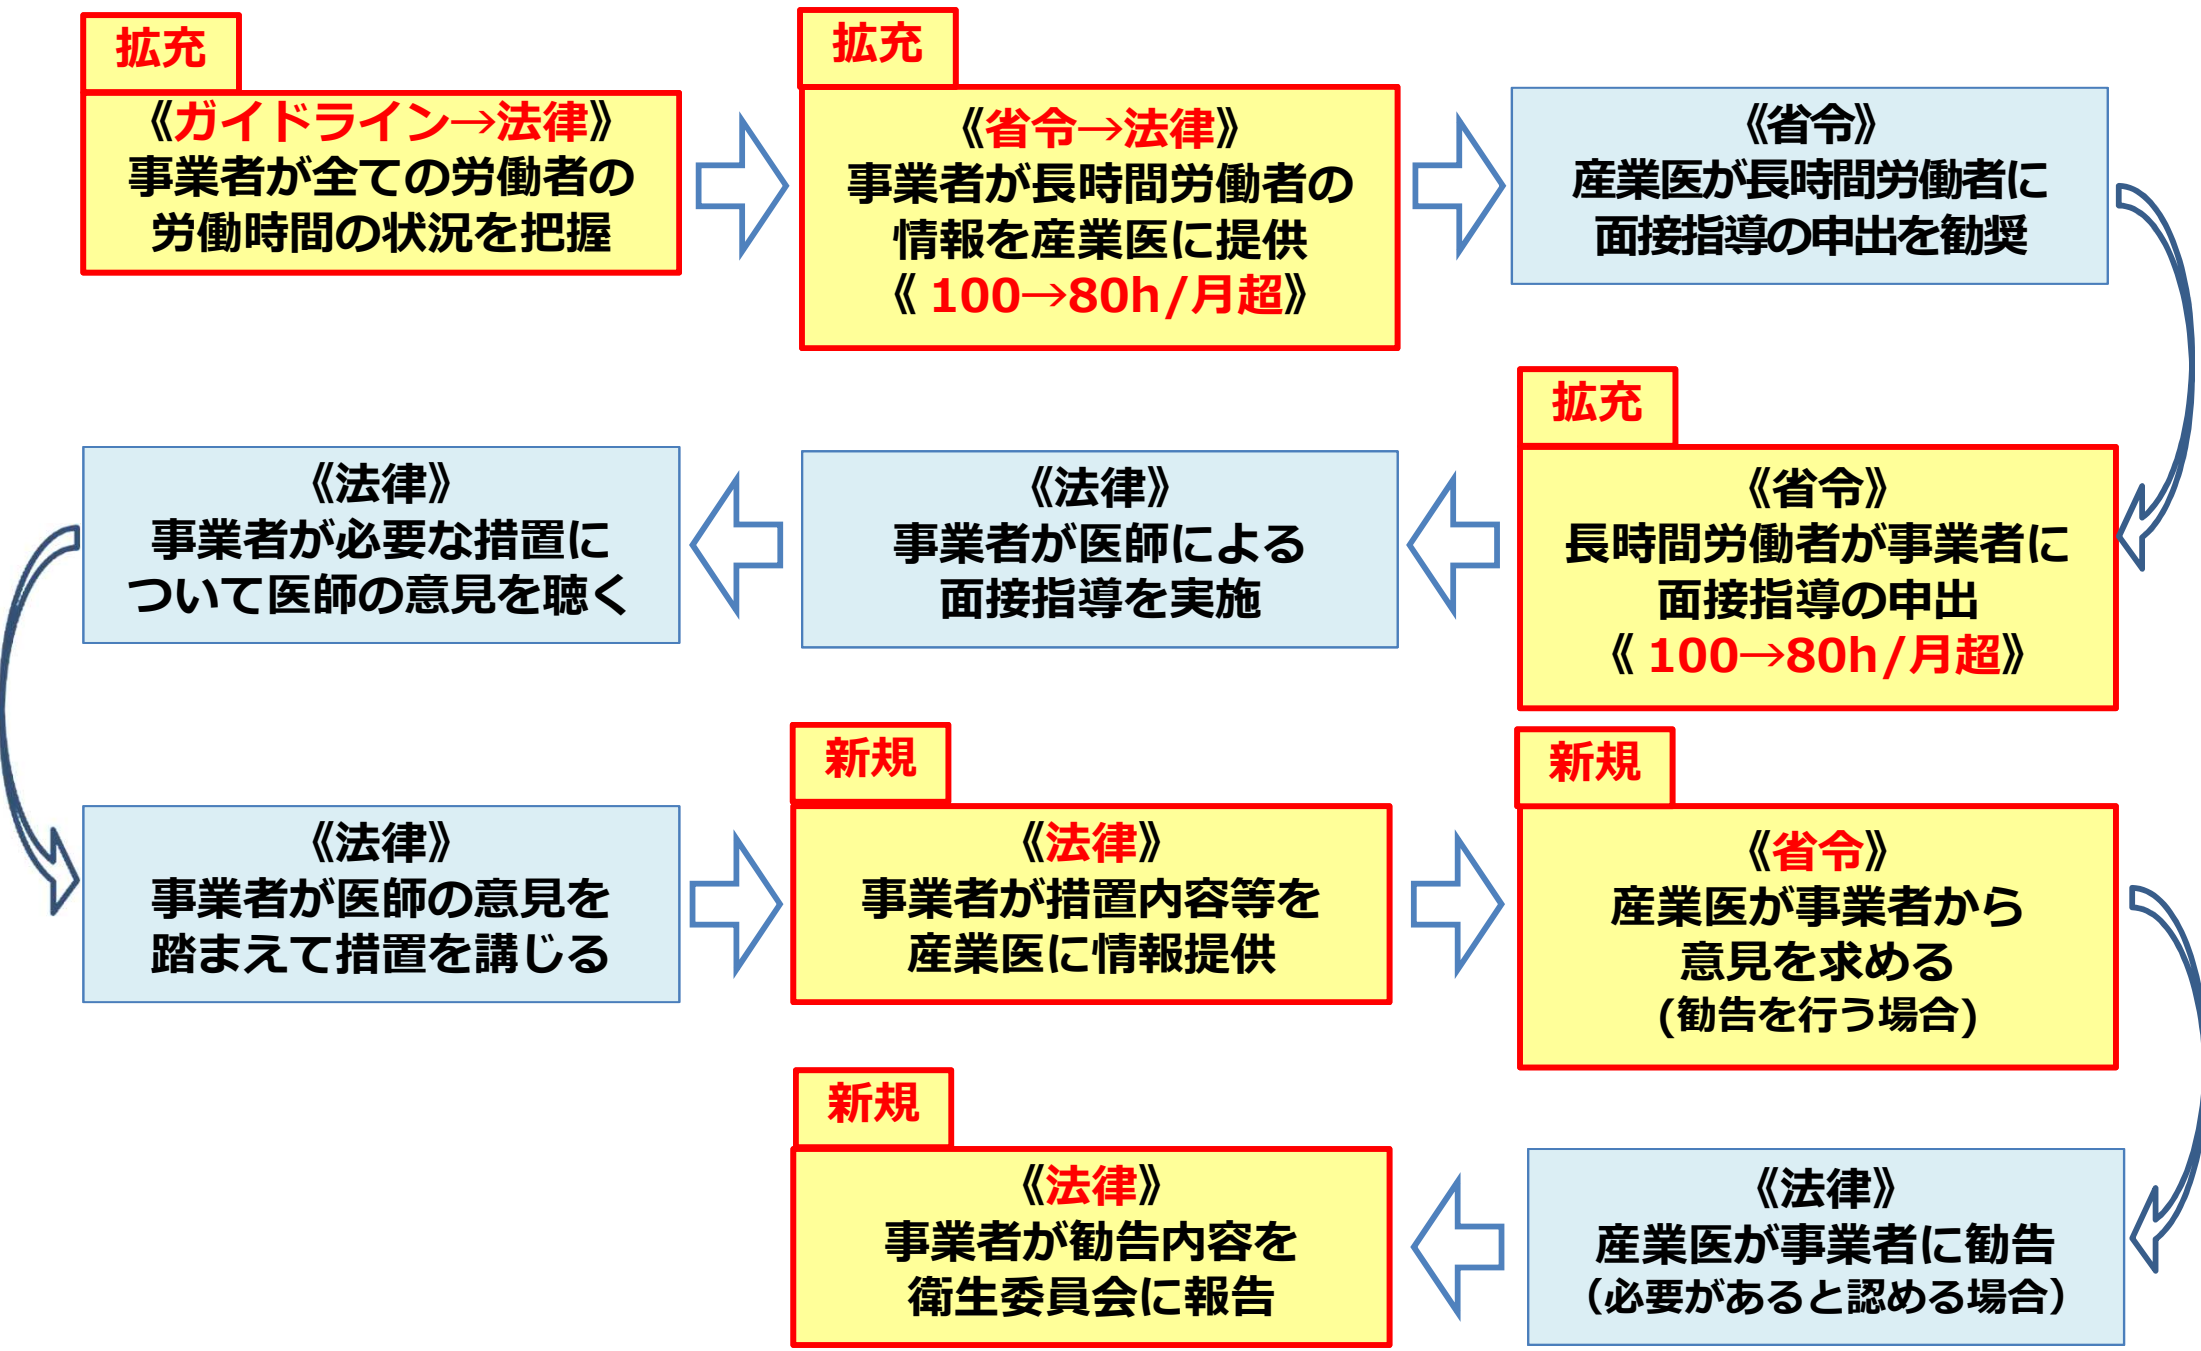 拡充
《ガイドライン→法律》
事業者が全ての労働者の
労働時間の状況を把握
拡充
《省令→法律》
事業者が長時間労働者の
情報を産業医に提供
《 100→80h/月超》
《省令》
産業医が長時間労働者に
面接指導の申出を勧奨
拡充
《省令》
長時間労働者が事業者に
面接指導の申出
《 100→80h/月超》
《法律》
事業者が医師による
面接指導を実施
《法律》
事業者が必要な措置に
ついて医師の意見を聴く
《法律》
事業者が医師の意見を
踏まえて措置を講じる
新規
《法律》
事業者が措置内容等を
産業医に情報提供
新規
《省令》
産業医が事業者から
意見を求める
(勧告を行う場合)
《法律》
産業医が事業者に勧告
（必要があると認める場合）
新規
《法律》
事業者が勧告内容を
衛生委員会に報告